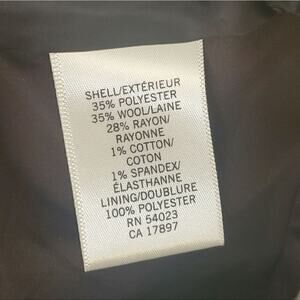 SHELL/EXTÉRIEUR
35% POLYESTER
35% WOOL/LAINE
28% RAYON/
RAYONNE
1% COTTON/
COTON
1% SPANDEX/
ÉLASTHANNE
LINING/DOUBLURE
100% POLYESTER
RN 54023
CA 17897